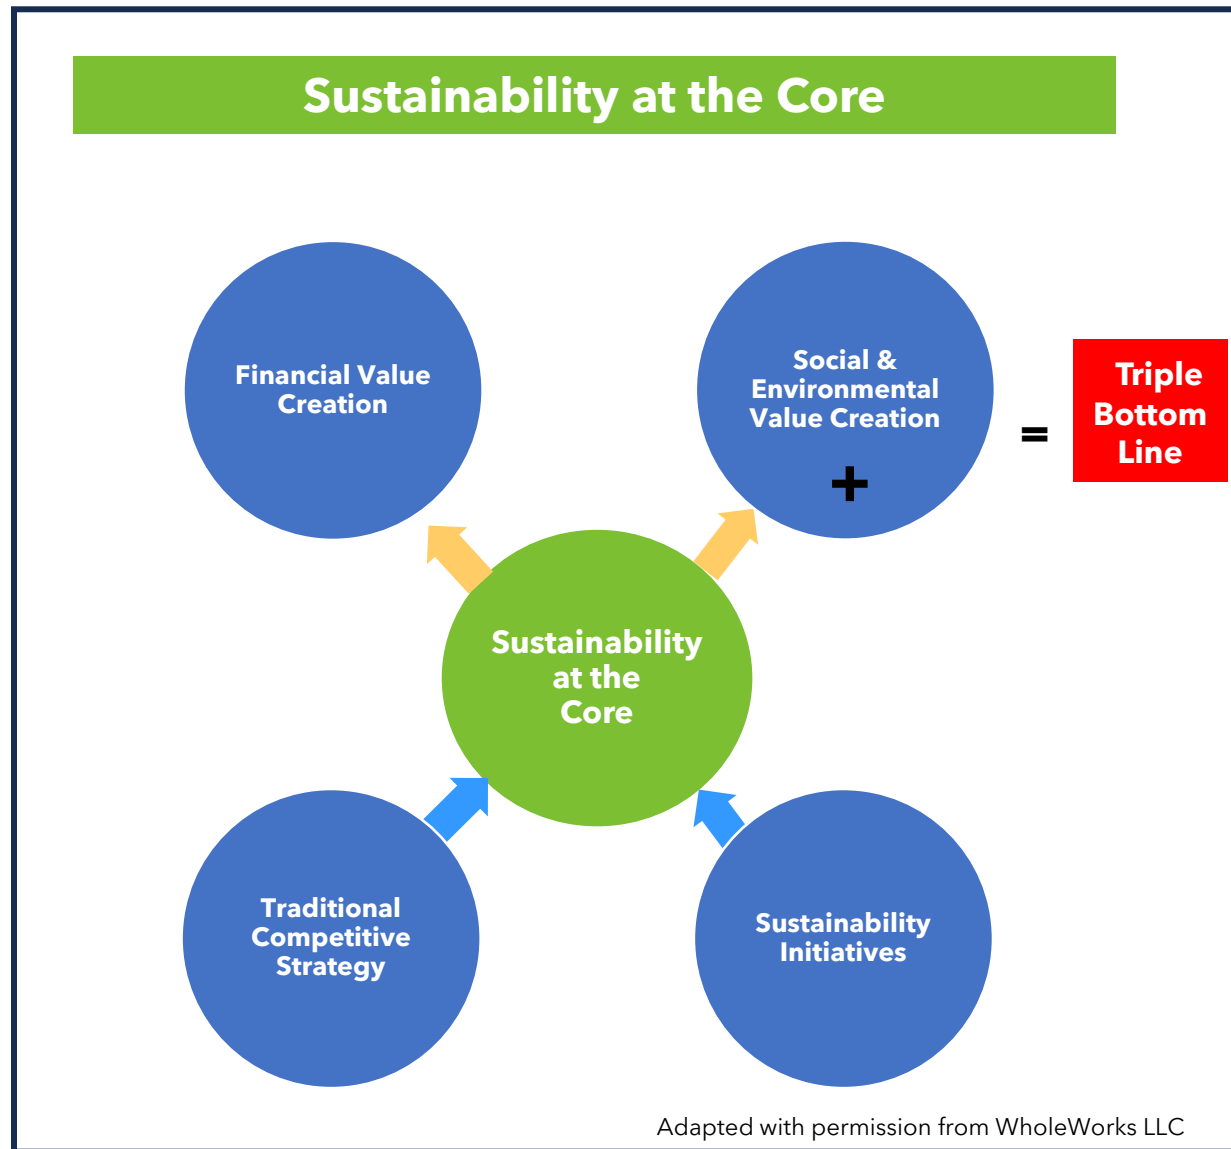 Sustainability at the Core
Financial Value
Creation
Social &
Environmental
Value Creation
+
=
Triple
Bottom
Line
Sustainability
at the
Core
Traditional
Competitive
Strategy
Sustainability
Initiatives
Adapted with permission from WholeWorks LLC